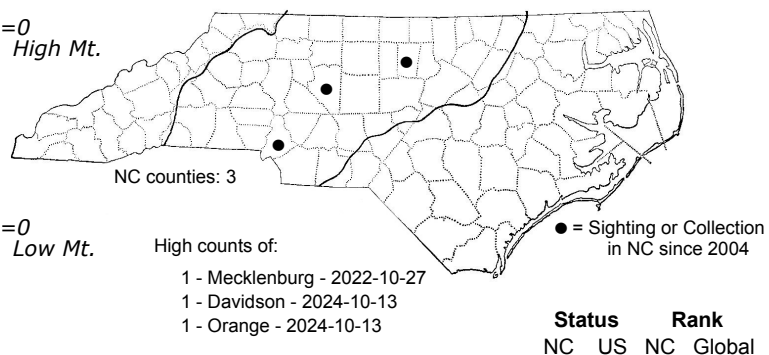 =0
High Mt.
NC counties: 3
=0
Low Mt.
High counts of:
1 - Mecklenburg - 2022-10-27
1 - Davidson - 2024-10-13
1 - Orange - 2024-10-13
● = Sighting or Collection
in NC since 2004
Status Rank
NC US NC Global